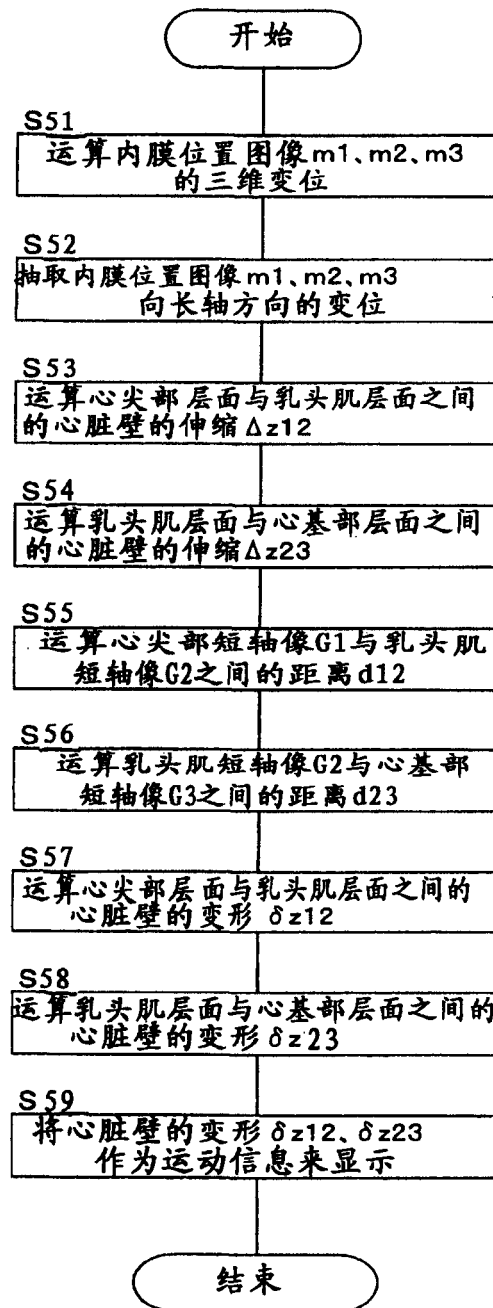 开始
S51
运算内膜位置图像m1、m2、m3
的三维变位
S52
抽取内膜位置图像m1、m2、m3
向长轴方向的变位
S53
运算心尖部层面与乳头肌层面之间
的心脏壁的伸缩Δz12
S54
运算乳头肌层面与心基部层面之间
的心脏壁的伸缩Δz23
S55
运算心尖部短轴像G1与乳头肌
短轴像G2之间的距离d12
S56
运算乳头肌短轴像G2与心基部
短轴像G3之间的距离d23
S57
运算心尖部层面与乳头肌层面之间的
心脏壁的变形 δz12
S58
运算乳头肌层面与心基部层面之间的
心脏壁的变形δz23
S59
将心脏壁的变形δz12、δz23
作为运动信息来显示
结束